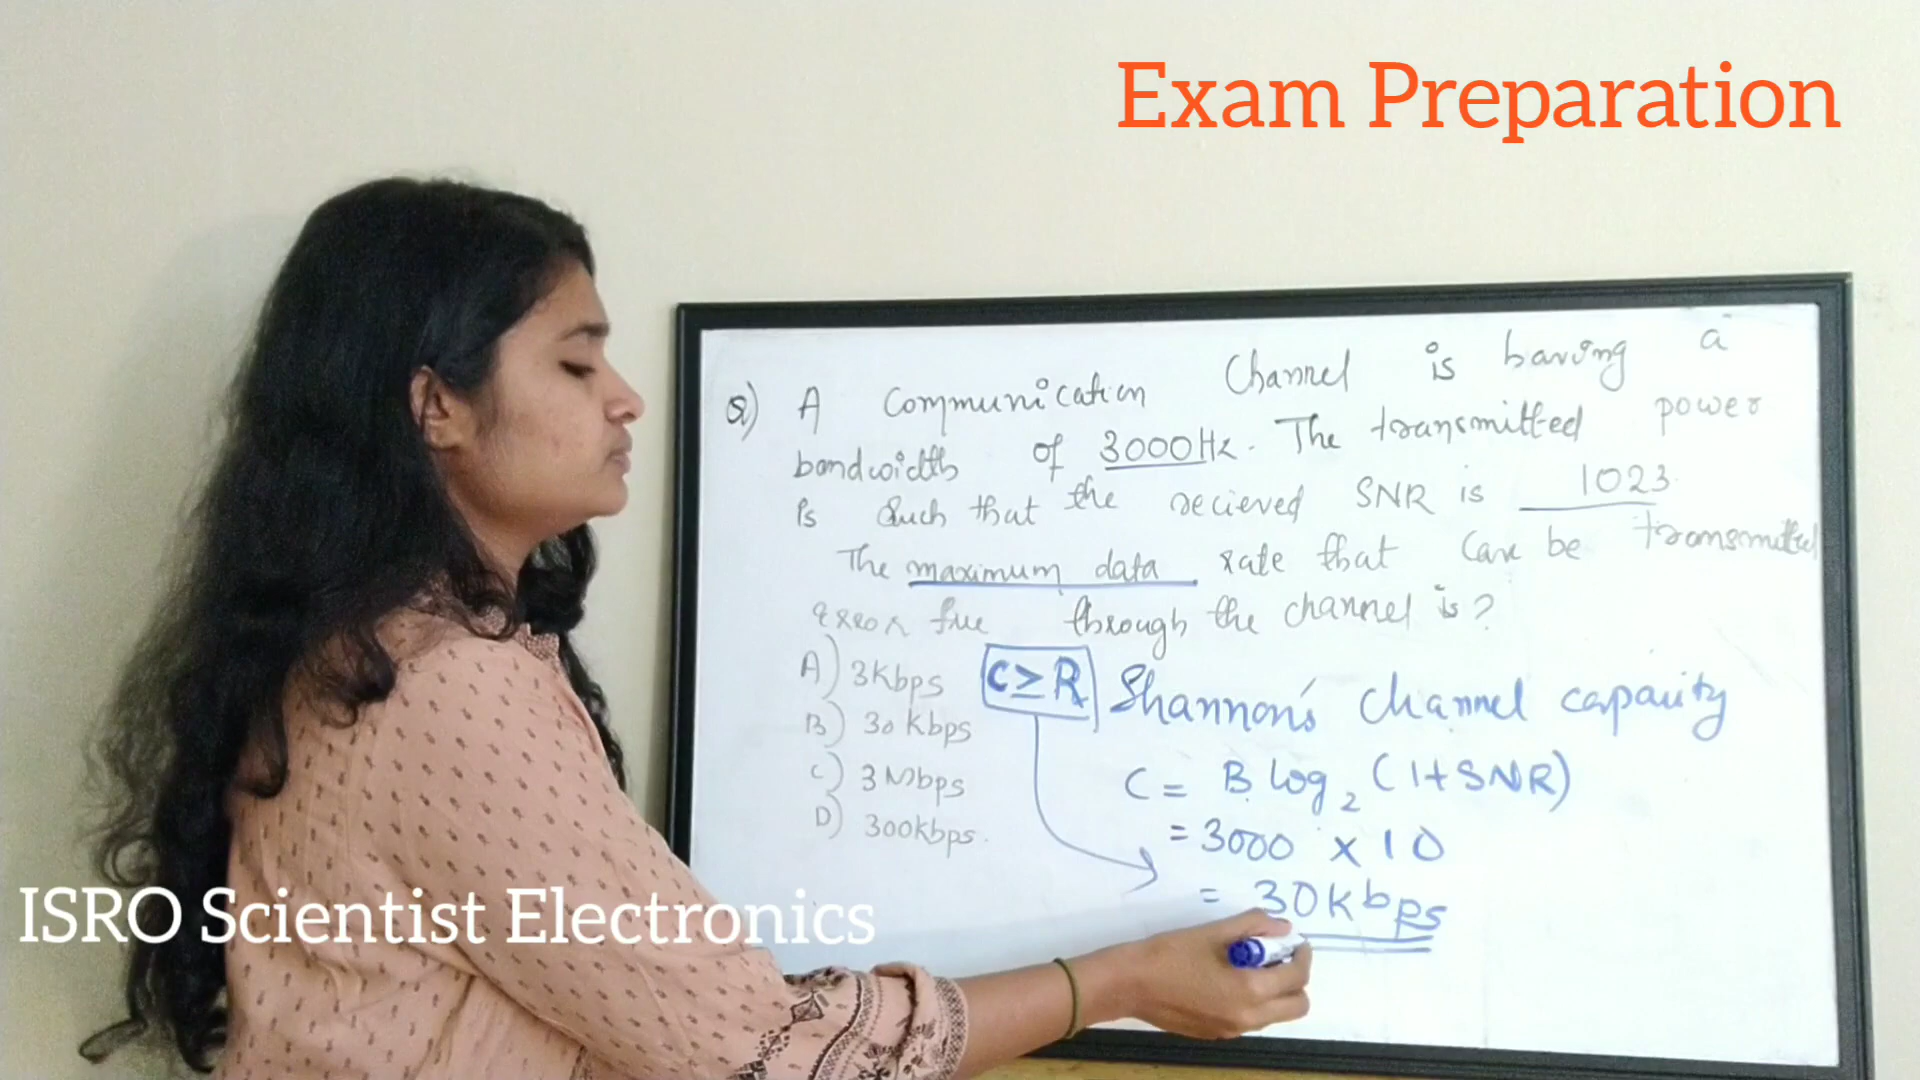 Exam Preparation
Q) A Communication Channel is having a
bandwidth of 3000Hz. The transmitted power
is such that the recieved SNR is 1023
The maximum data rate that can be transmitted
error free through the channel is?
A) 3Kbps
B) 30 Kbps
C) 3 Mbps
D) 300kbps.
C ≥ R
Shannon's channel capacity
C = B log₂ (1+SNR)
= 3000 × 10
= 30Kbps
ISRO Scientist Electronics